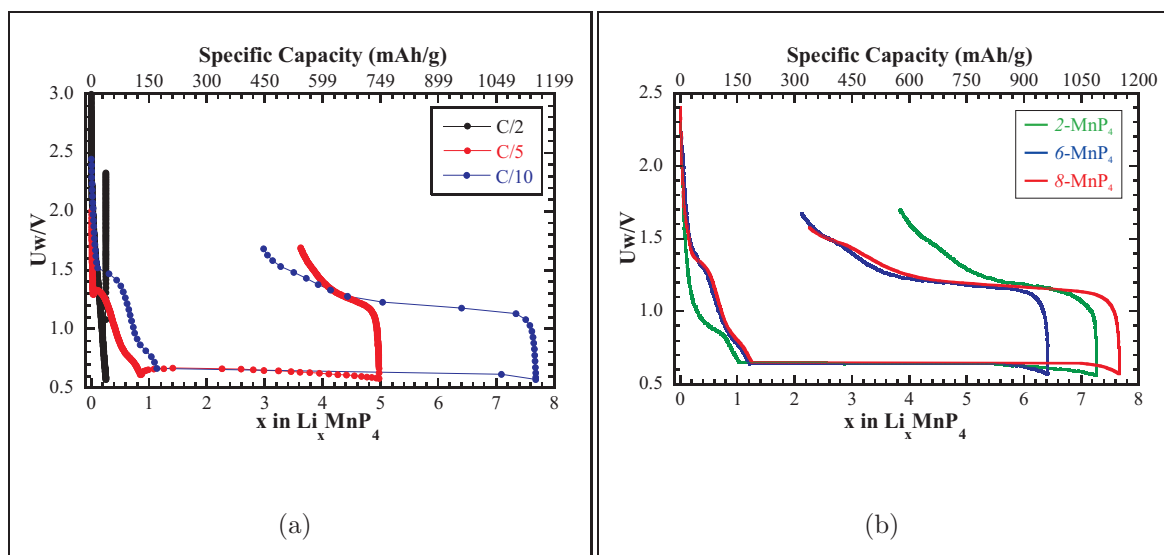 Specific Capacity (mAh/g)
0 150 300 450 599 749 899 1049 1199
3.0
2.5
2.0
1.5
1.0
0.5
Uw/V
C/2
C/5
C/10
0 1 2 3 4 5 6 7 8
x in LiₓMnP₄
(a)
Specific Capacity (mAh/g)
0 150 300 450 600 750 900 1050 1200
2.5
2.0
1.5
1.0
0.5
Uw/V
2-MnP₄
6-MnP₄
8-MnP₄
0 1 2 3 4 5 6 7 8
x in LiₓMnP₄
(b)